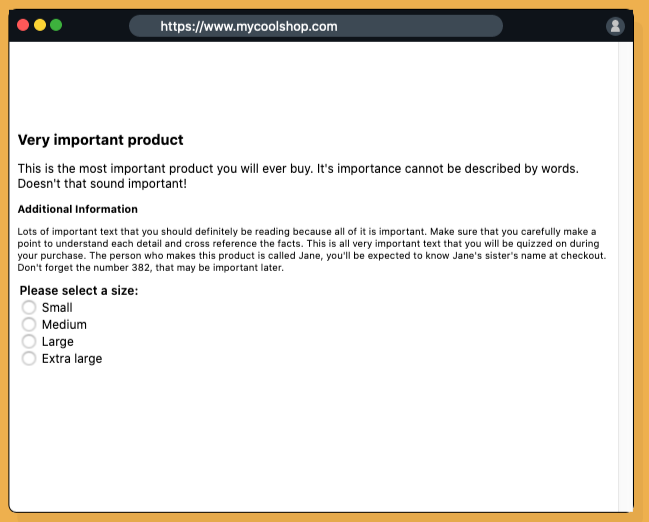 https://www.mycoolshop.com
Very important product
This is the most important product you will ever buy. It's importance cannot be described by words.
Doesn't that sound important!
Additional Information
Lots of important text that you should definitely be reading because all of it is important. Make sure that you carefully make a
point to understand each detail and cross reference the facts. This is all very important text that you will be quizzed on during
your purchase. The person who makes this product is called Jane, you'll be expected to know Jane's sister's name at checkout.
Don't forget the number 382, that may be important later.
Please select a size:
Small
Medium
Large
Extra large